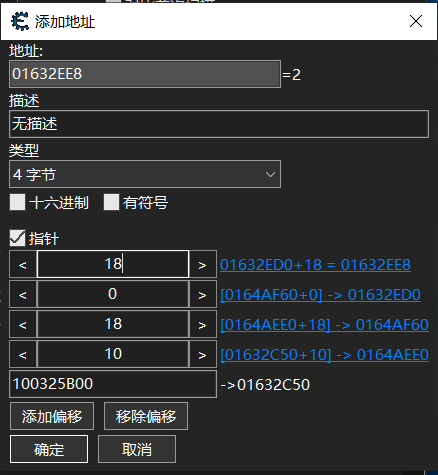 添加地址
地址:
01632EE8 =2
描述
无描述
类型
4 字节
十六进制 有符号
指针
< 18 > 01632ED0+18 = 01632EE8
< 0 > [0164AF60+0] -> 01632ED0
< 18 > [0164AEE0+18] -> 0164AF60
< 10 > [01632C50+10] -> 0164AEE0
100325B00 ->01632C50
添加偏移 移除偏移
确定 取消